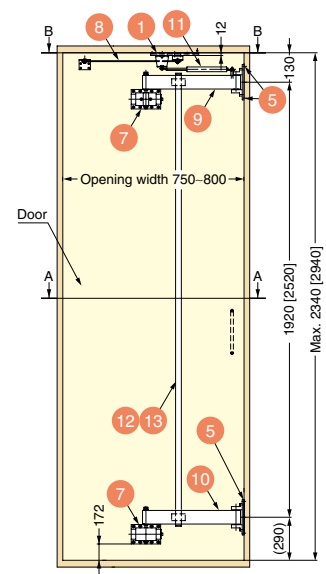 8 1 11 12
B B
130
5
9
7
Opening width 750~800
Door
A A
1920 [2520]
Max. 2340 [2940]
12 13
5
10
7
172
(290)